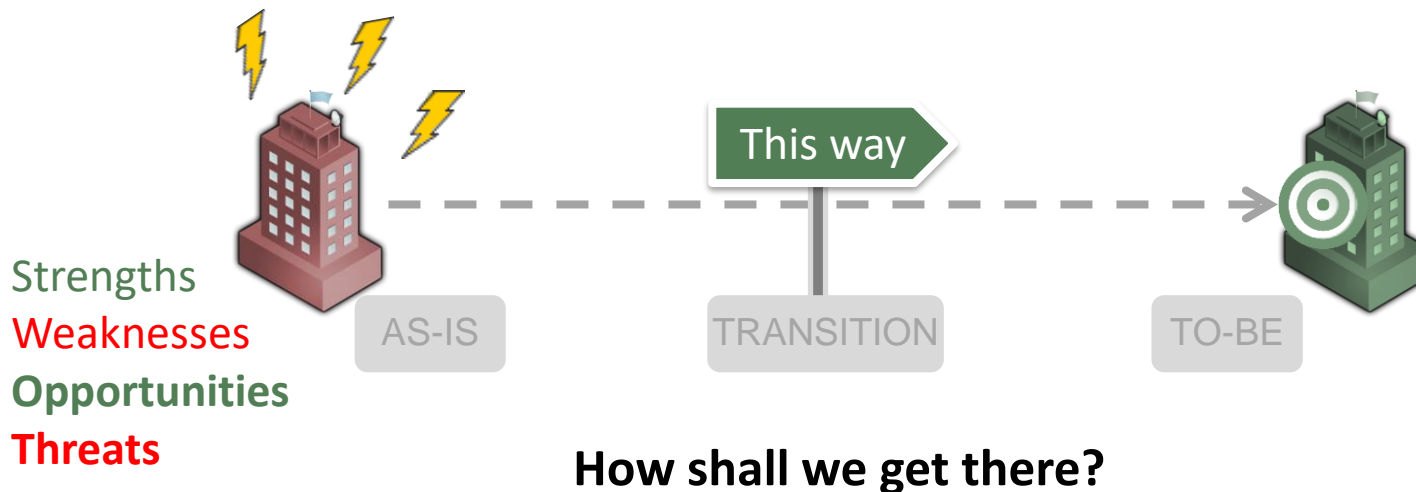 This way
Strengths
Weaknesses
Opportunities
Threats
AS-IS
TRANSITION
TO-BE
How shall we get there?